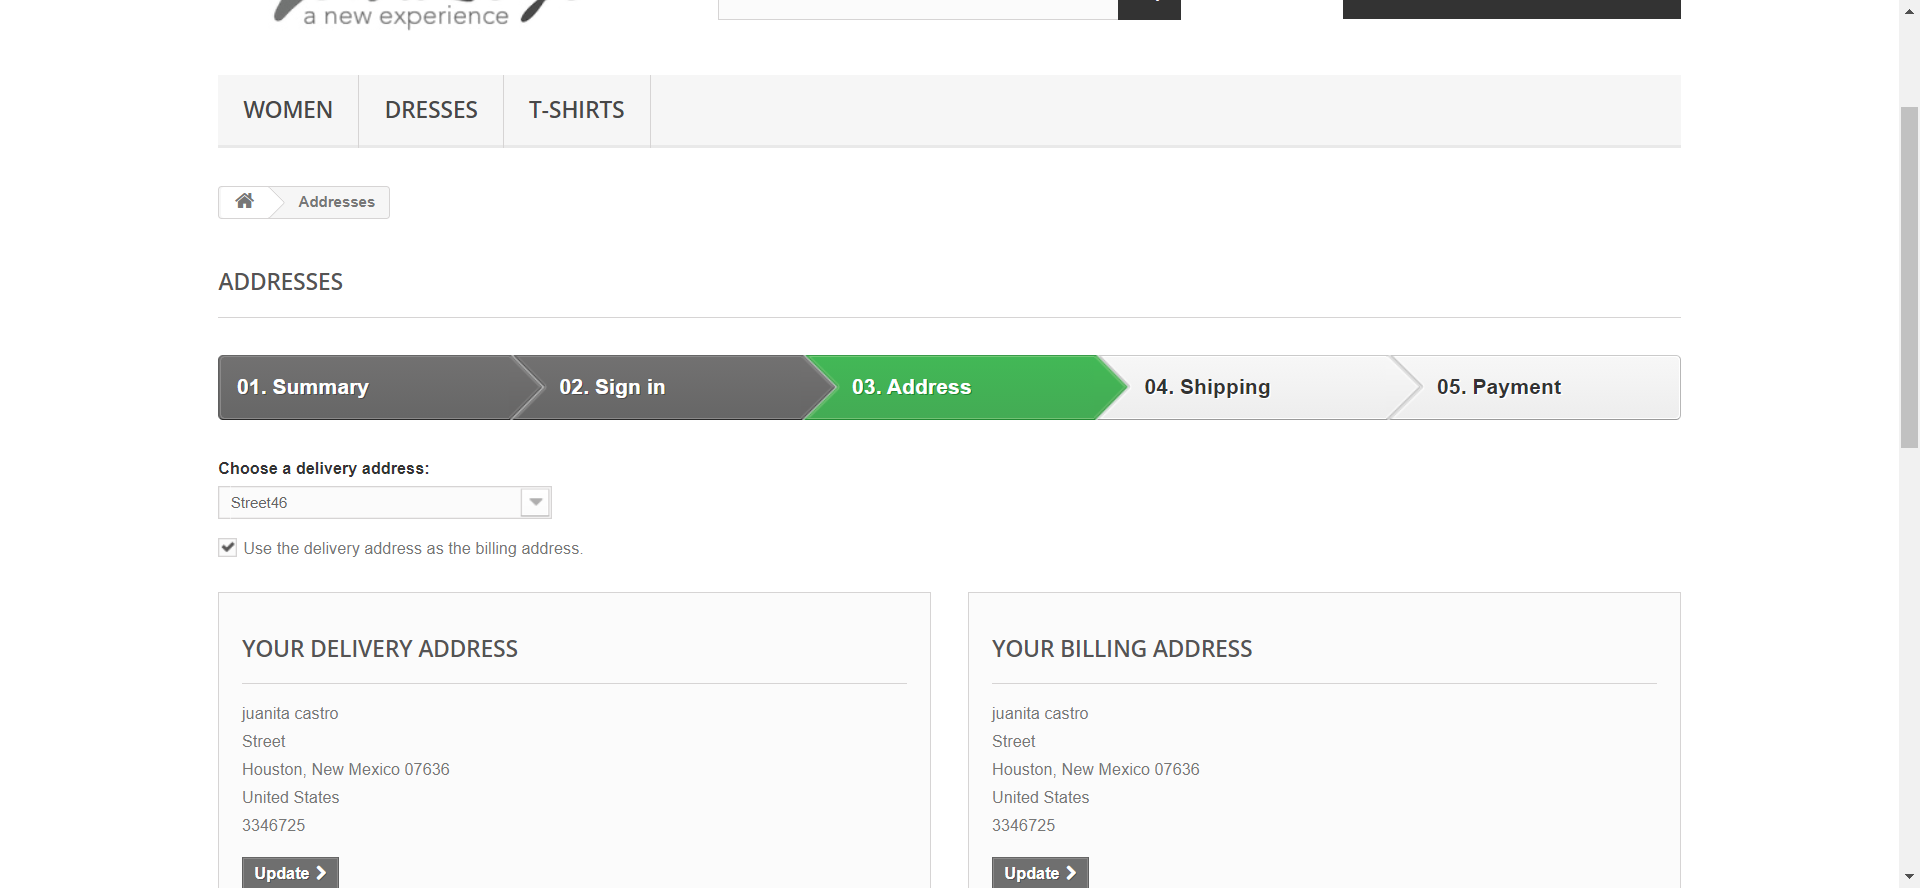 a new experience
WOMEN
DRESSES
T-SHIRTS
Addresses
ADDRESSES
01. Summary
02. Sign in
03. Address
04. Shipping
05. Payment
Choose a delivery address:
Street46
Use the delivery address as the billing address.
YOUR DELIVERY ADDRESS
juanita castro
Street
Houston, New Mexico 07636
United States
3346725
Update
YOUR BILLING ADDRESS
juanita castro
Street
Houston, New Mexico 07636
United States
3346725
Update